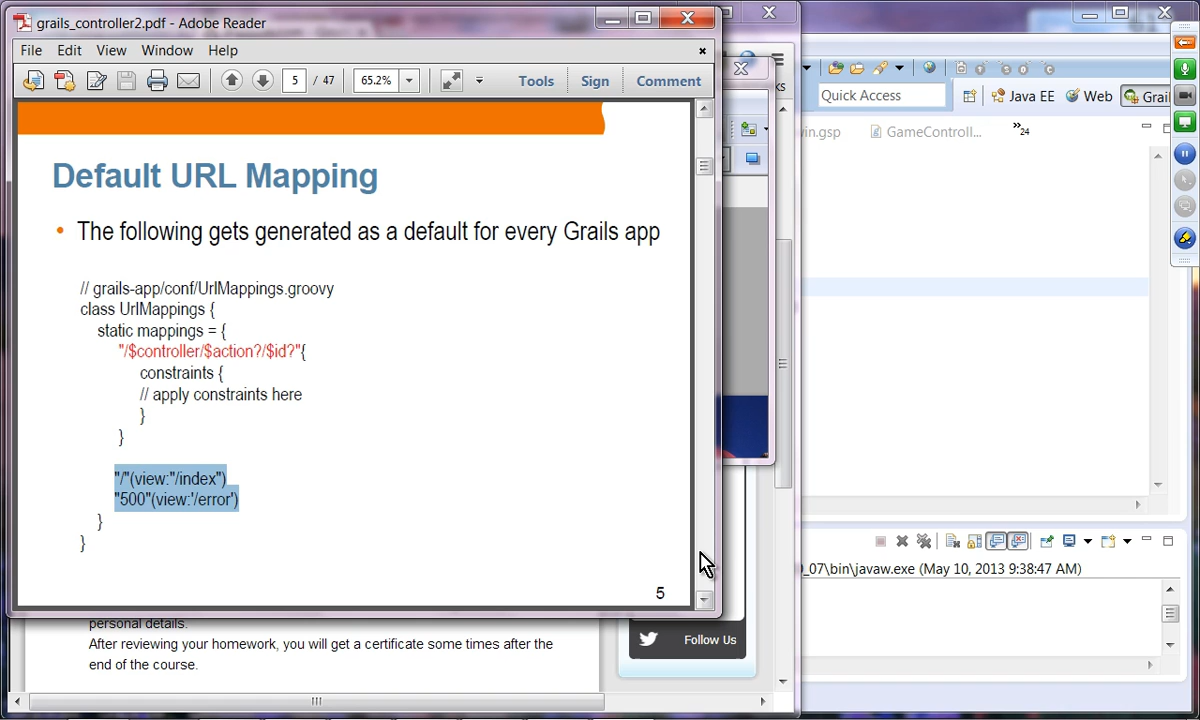 grails_controller2.pdf - Adobe Reader
File Edit View Window Help
5 / 47 65.2% Tools Sign Comment
Default URL Mapping
• The following gets generated as a default for every Grails app
// grails-app/conf/UrlMappings.groovy
class UrlMappings {
static mappings = {
"/$controller/$action?/$id?"{
constraints {
// apply constraints here
}
}
"/"(view:"/index")
"500"(view:'/error')
}
}
5
personal details.
After reviewing your homework, you will get a certificate some times after the
end of the course.
Follow Us
ks
Quick Access Java EE Web Grai
in.gsp GameControll... »24
0_07\bin\javaw.exe (May 10, 2013 9:38:47 AM)